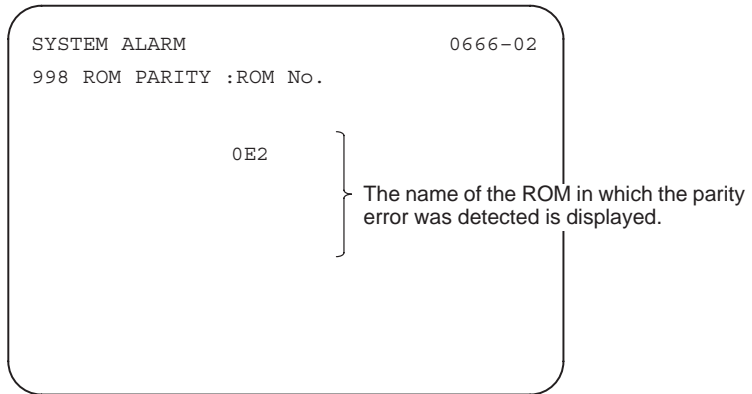 SYSTEM ALARM 0666−02
998 ROM PARITY :ROM No.
0E2
The name of the ROM in which the parity
error was detected is displayed.